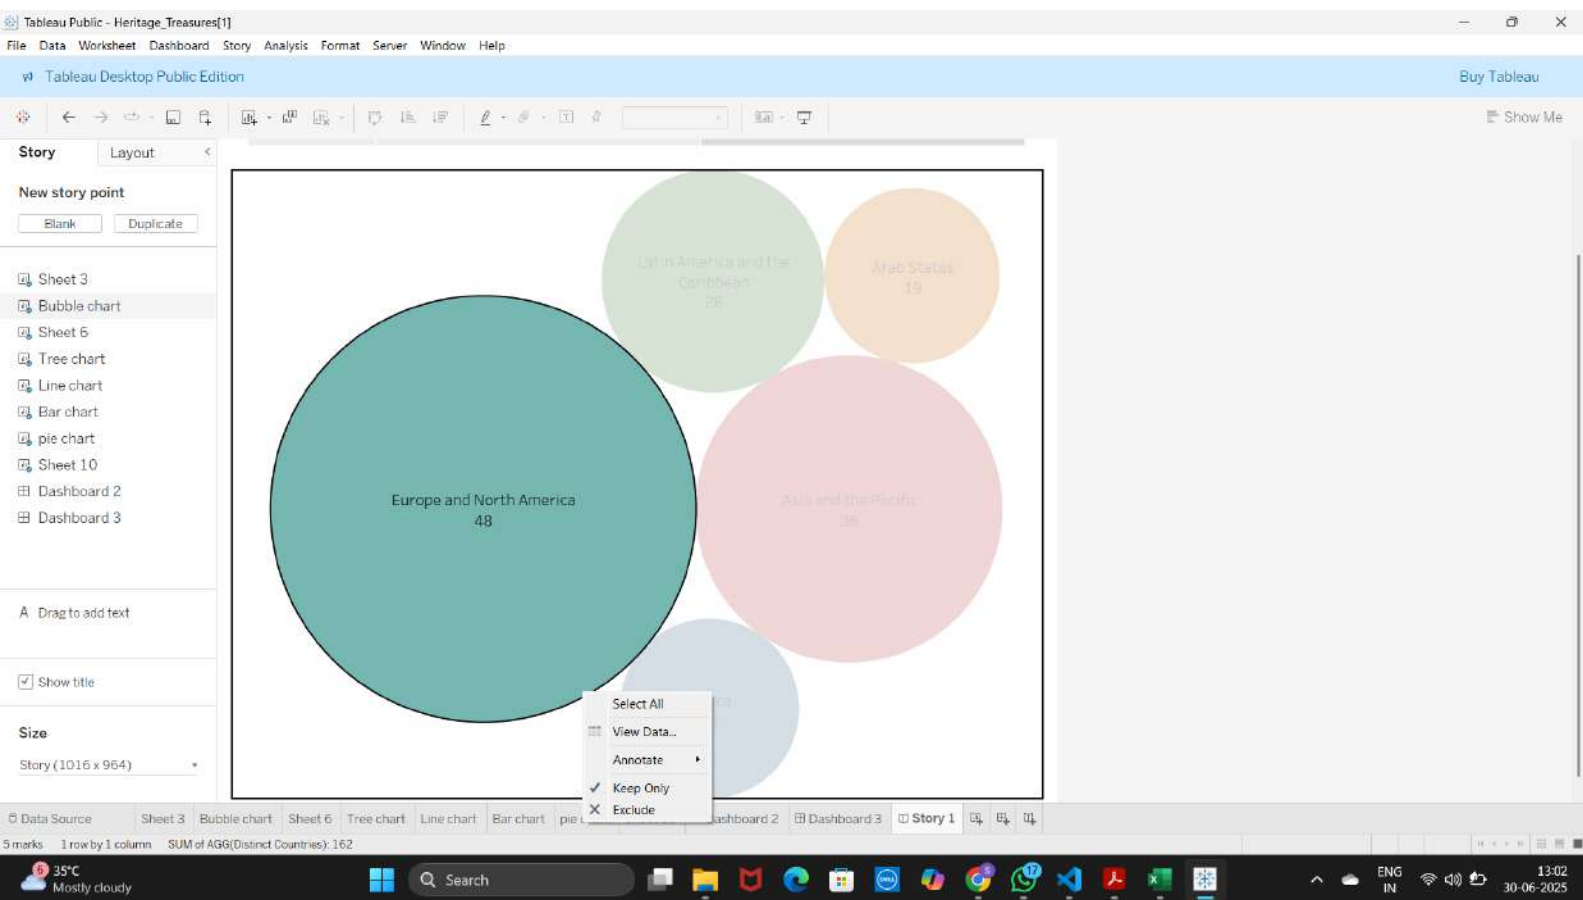 Tableau Public - Heritage_Treasures[1]
File Data Worksheet Dashboard Story Analysis Format Server Window Help
Tableau Desktop Public Edition
Buy Tableau
Show Me
Story Layout
New story point
Blank Duplicate
Sheet 3
Bubble chart
Sheet 6
Tree chart
Line chart
Bar chart
pie chart
Sheet 10
Dashboard 2
Dashboard 3
A Drag to add text
Show title
Size
Story (1016 x 964)
Latin America and the
Caribbean
28
Arab States
19
Europe and North America
48
Asia and the Pacific
36
Select All
View Data...
Annotate
Keep Only
Exclude
Data Source Sheet 3 Bubble chart Sheet 6 Tree chart Line chart Bar chart pie Dashboard 2 Dashboard 3 Story 1
5 marks 1 row by 1 column SUM of AGG(Distinct Countries): 162
6
35°C
Mostly cloudy
Search
DELL
17
ENG
IN
13:02
30-06-2025